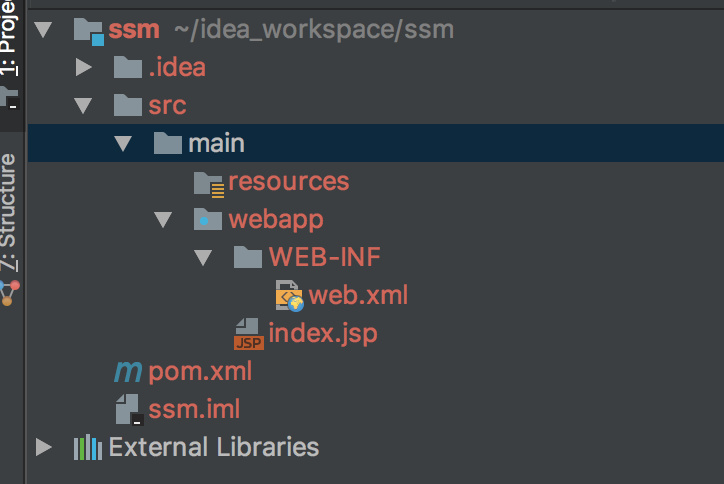 1: Project
ssm ~/idea_workspace/ssm
.idea
src
main
resources
7: Structure
webapp
WEB-INF
web.xml
JSP index.jsp
m pom.xml
ssm.iml
External Libraries